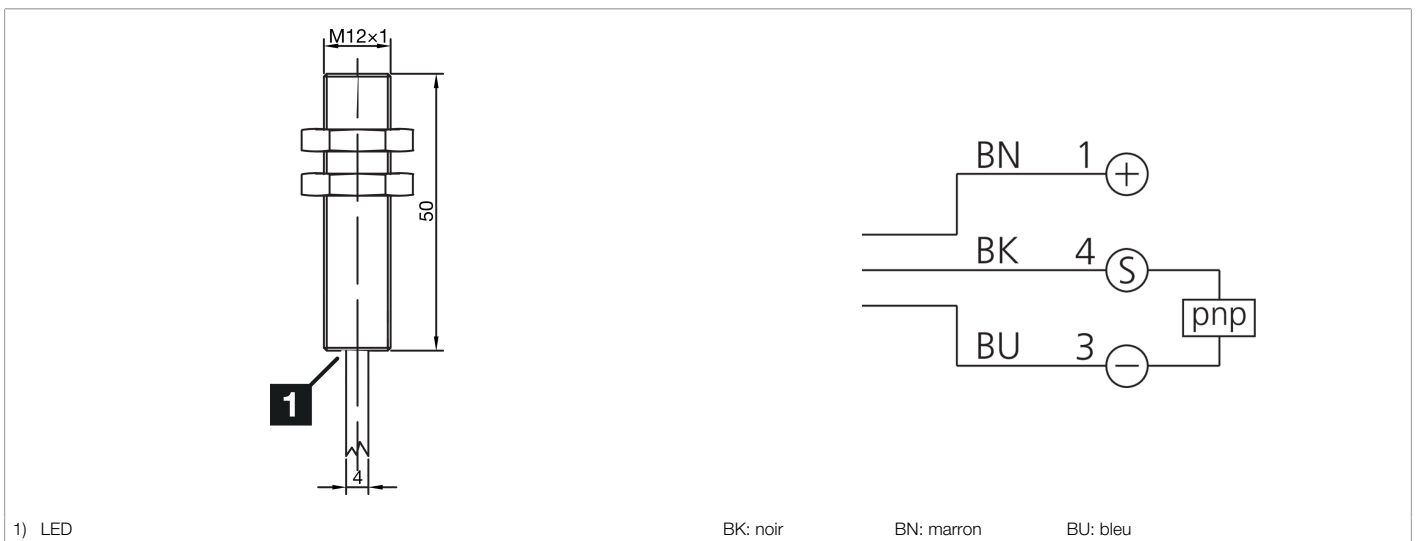 M12×1
50
1
4
BN 1 +
BK 4 S
pnp
BU 3 −
1) LED
BK: noir BN: marron BU: bleu